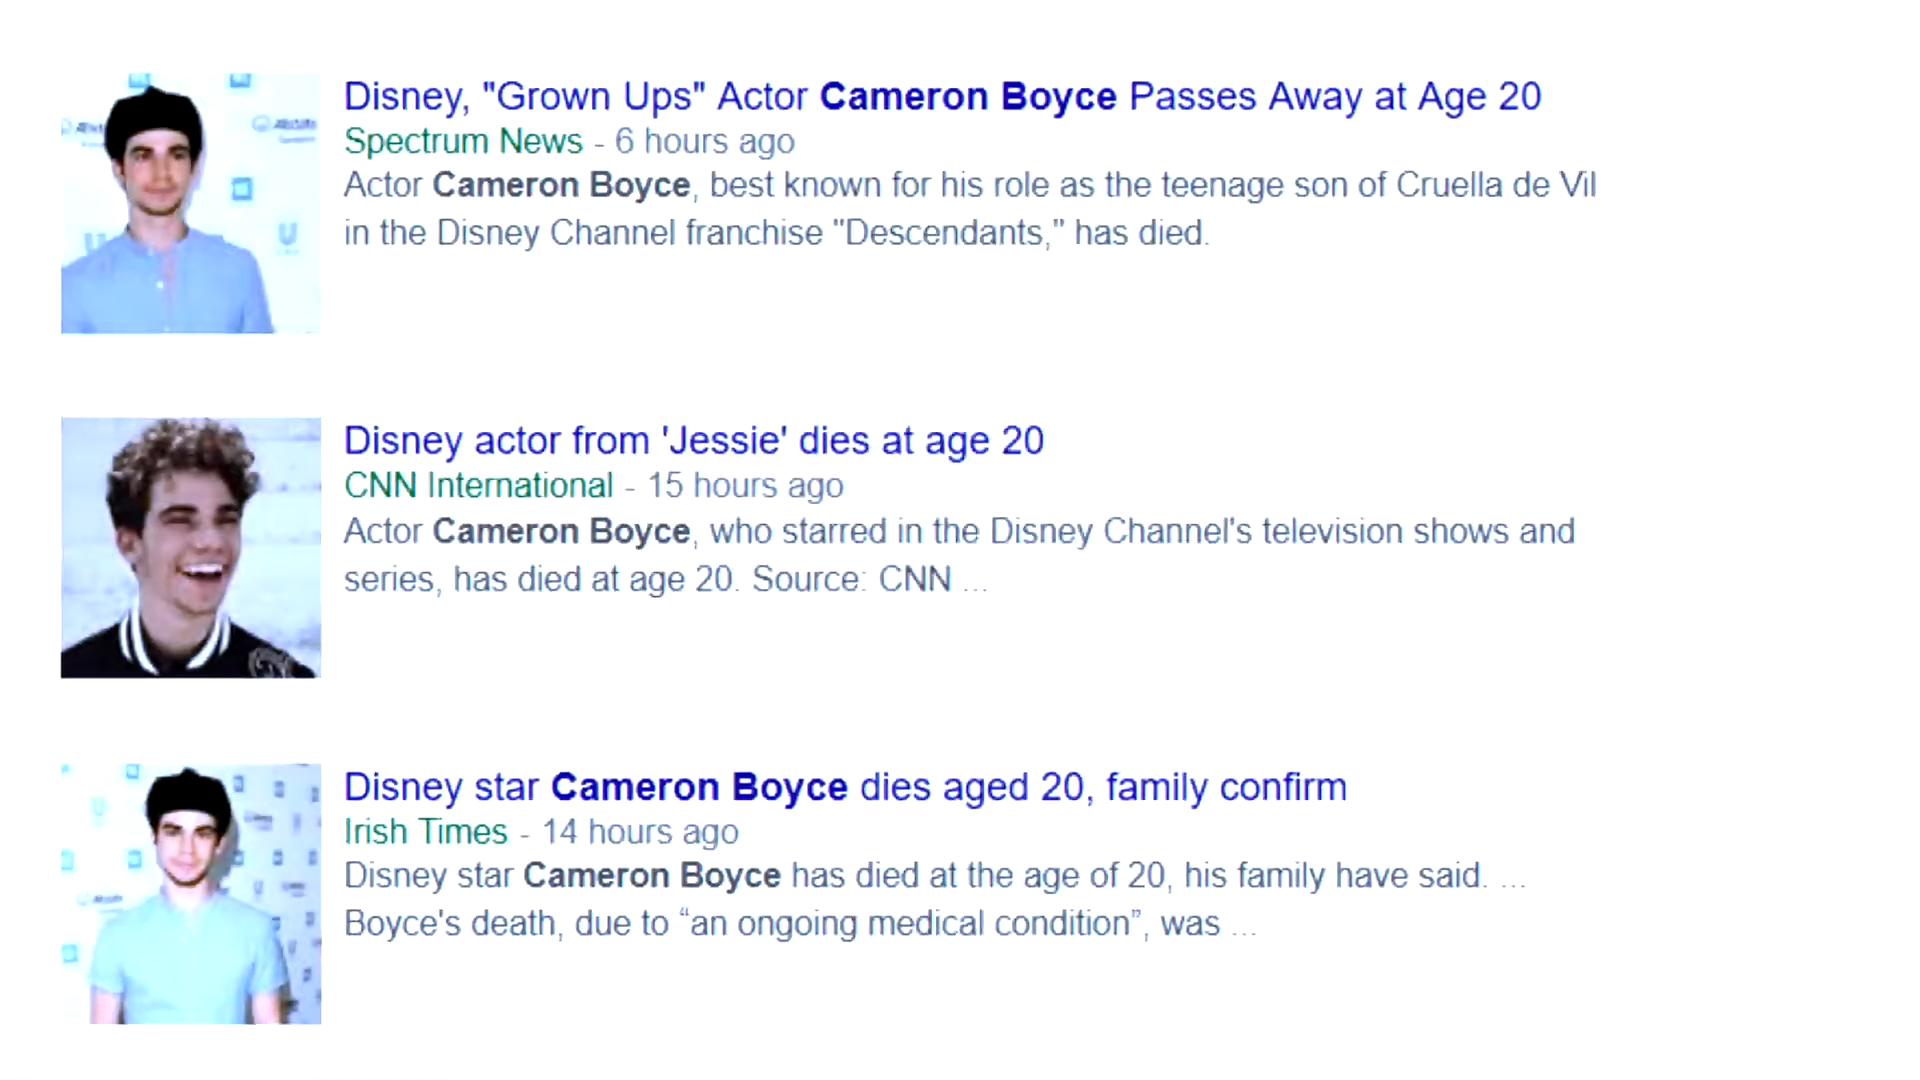 Disney, "Grown Ups" Actor Cameron Boyce Passes Away at Age 20
Spectrum News - 6 hours ago
Actor Cameron Boyce, best known for his role as the teenage son of Cruella de Vil
in the Disney Channel franchise "Descendants," has died.
Disney actor from 'Jessie' dies at age 20
CNN International - 15 hours ago
Actor Cameron Boyce, who starred in the Disney Channel's television shows and
series, has died at age 20. Source: CNN ...
Disney star Cameron Boyce dies aged 20, family confirm
Irish Times - 14 hours ago
Disney star Cameron Boyce has died at the age of 20, his family have said. ...
Boyce's death, due to “an ongoing medical condition”, was ...